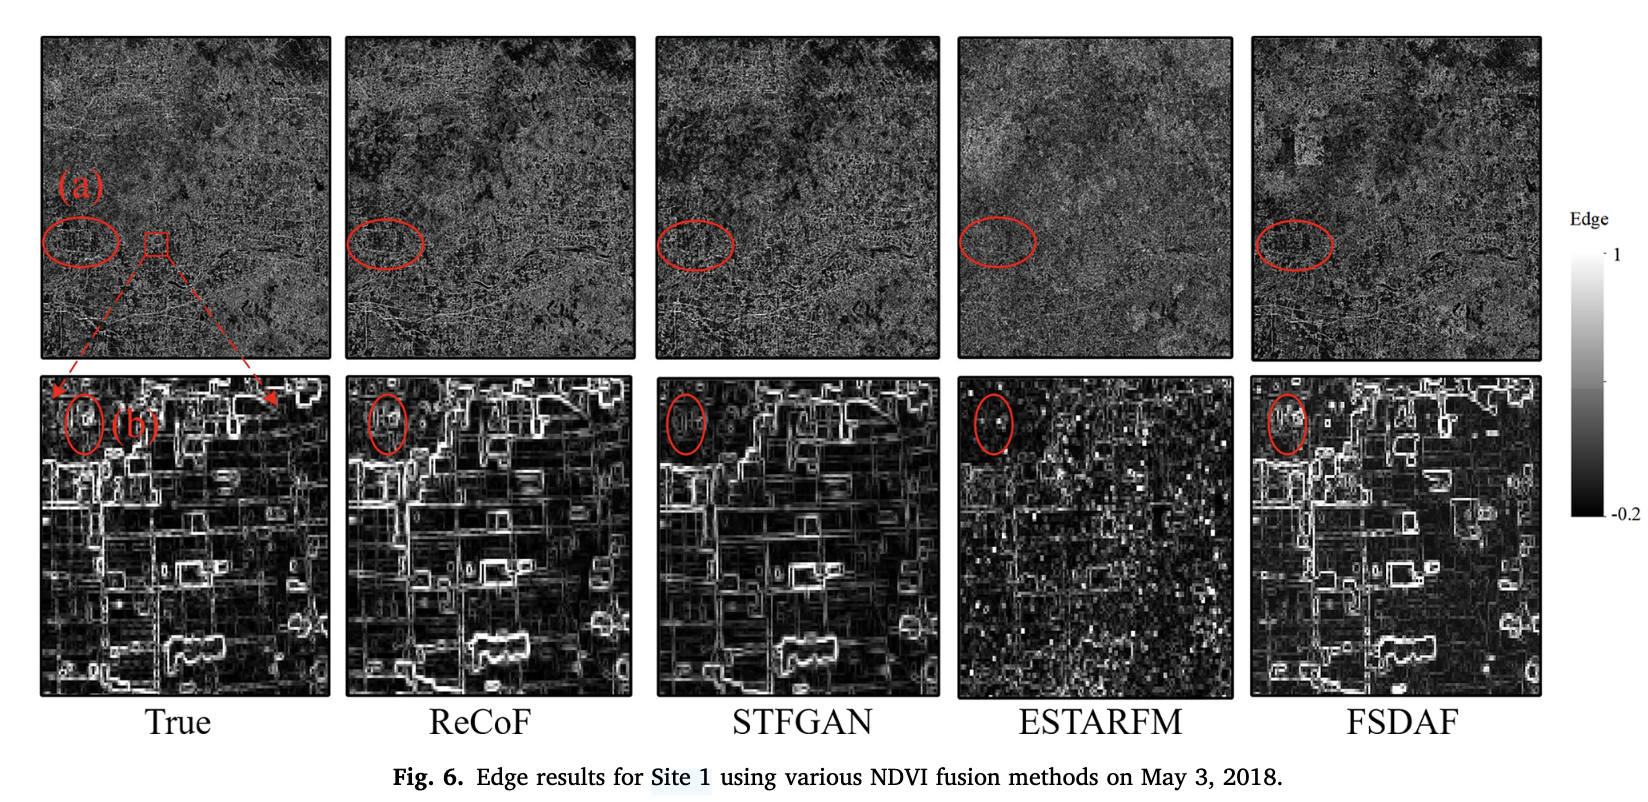 (a)
Edge
1
-0.2
(b)
True
ReCoF
STFGAN
ESTARFM
FSDAF
Fig. 6. Edge results for Site 1 using various NDVI fusion methods on May 3, 2018.